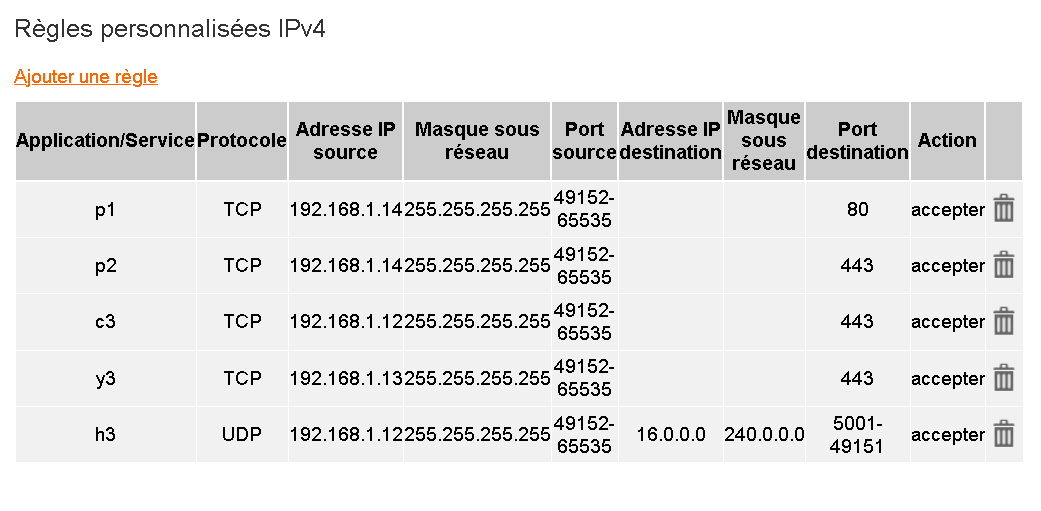 Règles personnalisées IPv4
Ajouter une règle
Application/Service Protocole Adresse IP source Masque sous réseau Port source Adresse IP destination Masque sous réseau Port destination Action
p1 TCP 192.168.1.14 255.255.255.255 49152-65535 80 accepter
p2 TCP 192.168.1.14 255.255.255.255 49152-65535 443 accepter
c3 TCP 192.168.1.12 255.255.255.255 49152-65535 443 accepter
y3 TCP 192.168.1.13 255.255.255.255 49152-65535 443 accepter
h3 UDP 192.168.1.12 255.255.255.255 49152-65535 16.0.0.0 240.0.0.0 5001-49151 accepter